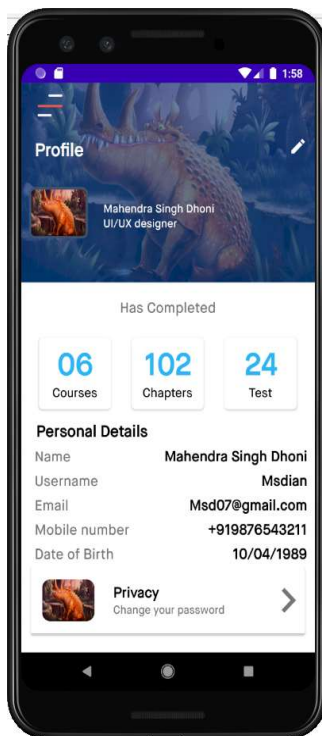 1:58
Profile
Mahendra Singh Dhoni
UI/UX designer
Has Completed
06
Courses
102
Chapters
24
Test
Personal Details
Name Mahendra Singh Dhoni
Username Msdian
Email Msd07@gmail.com
Mobile number +919876543211
Date of Birth 10/04/1989
Privacy
Change your password